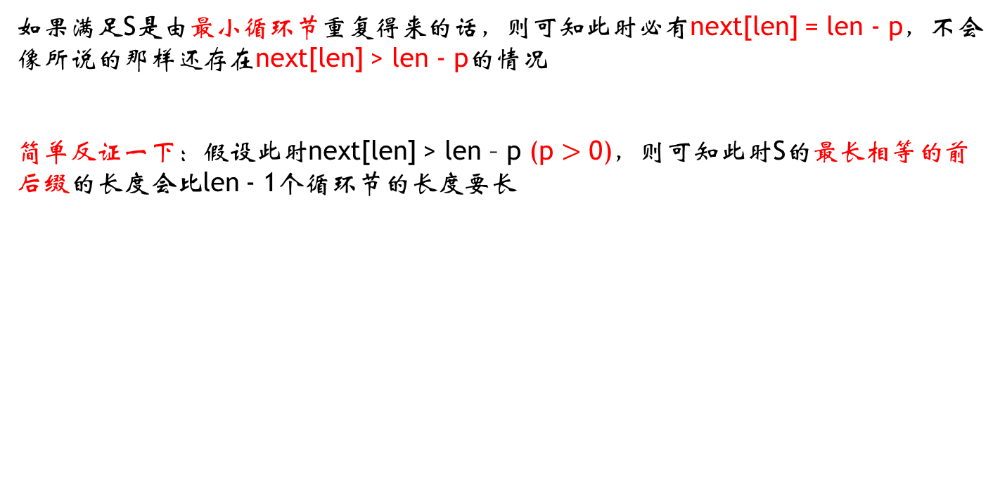 如果满足S是由最小循环节重复得来的话，则可知此时必有next[len] = len - p，不会
像所说的那样还存在next[len] > len - p的情况
简单反证一下：假设此时next[len] > len - p (p > 0)，则可知此时S的最长相等的前
后缀的长度会比len - 1个循环节的长度要长